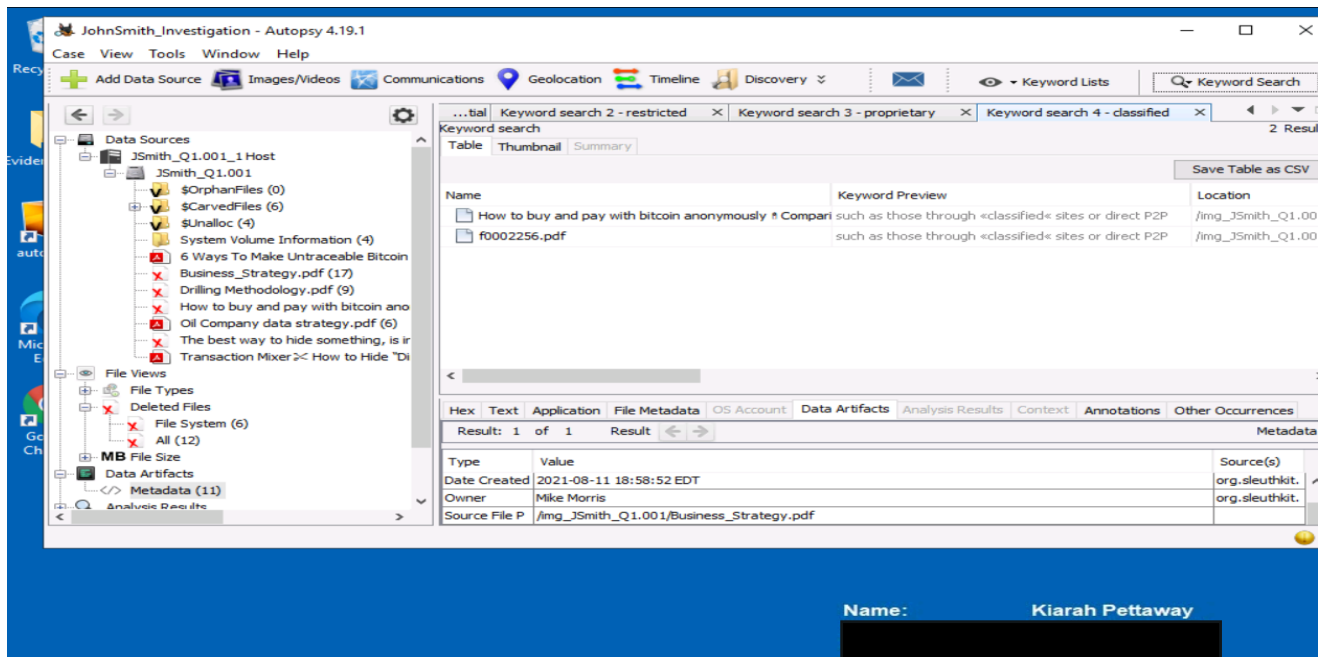 JohnSmith_Investigation - Autopsy 4.19.1
Case View Tools Window Help
Recy
Add Data Source Images/Videos Communications Geolocation Timeline Discovery Keyword Lists Keyword Search
...tial Keyword search 2 - restricted Keyword search 3 - proprietary Keyword search 4 - classified
Keyword search 2 Resul
Table Thumbnail Summary
Save Table as CSV
Name Keyword Preview Location
How to buy and pay with bitcoin anonymously Compari such as those through «classified« sites or direct P2P /img_JSmith_Q1.00
f0002256.pdf such as those through «classified« sites or direct P2P /img_JSmith_Q1.00
Data Sources
JSmith_Q1.001_1 Host
Eviden
JSmith_Q1.001
$OrphanFiles (0)
$CarvedFiles (6)
$Unalloc (4)
System Volume Information (4)
auto
6 Ways To Make Untraceable Bitcoin
Business_Strategy.pdf (17)
Drilling Methodology.pdf (9)
How to buy and pay with bitcoin ano
Oil Company data strategy.pdf (6)
Mic
The best way to hide something, is ir
E
Transaction Mixer >< How to Hide "Di
File Views
File Types
Deleted Files
File System (6)
Go
All (12)
Ch
MB File Size
Data Artifacts
Metadata (11)
Analysis Results
Hex Text Application File Metadata OS Account Data Artifacts Analysis Results Context Annotations Other Occurrences
Result: 1 of 1 Result Metadata
Type Value Source(s)
Date Created 2021-08-11 18:58:52 EDT org.sleuthkit.
Owner Mike Morris org.sleuthkit.
Source File P /img_JSmith_Q1.001/Business_Strategy.pdf
Name: Kiarah Pettaway